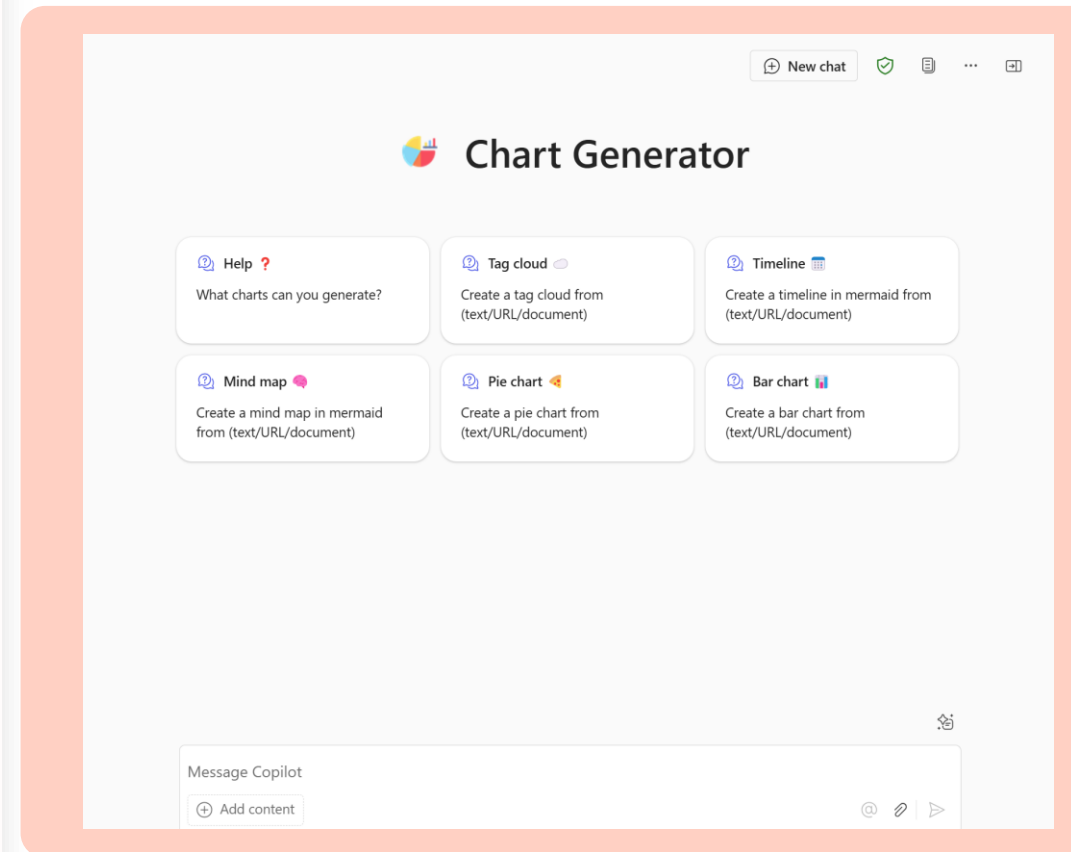 New chat
Chart Generator
Help ❓
What charts can you generate?
Tag cloud
Create a tag cloud from
(text/URL/document)
Timeline
Create a timeline in mermaid from
(text/URL/document)
Mind map
Create a mind map in mermaid
from (text/URL/document)
Pie chart
Create a pie chart from
(text/URL/document)
Bar chart
Create a bar chart from
(text/URL/document)
Message Copilot
Add content